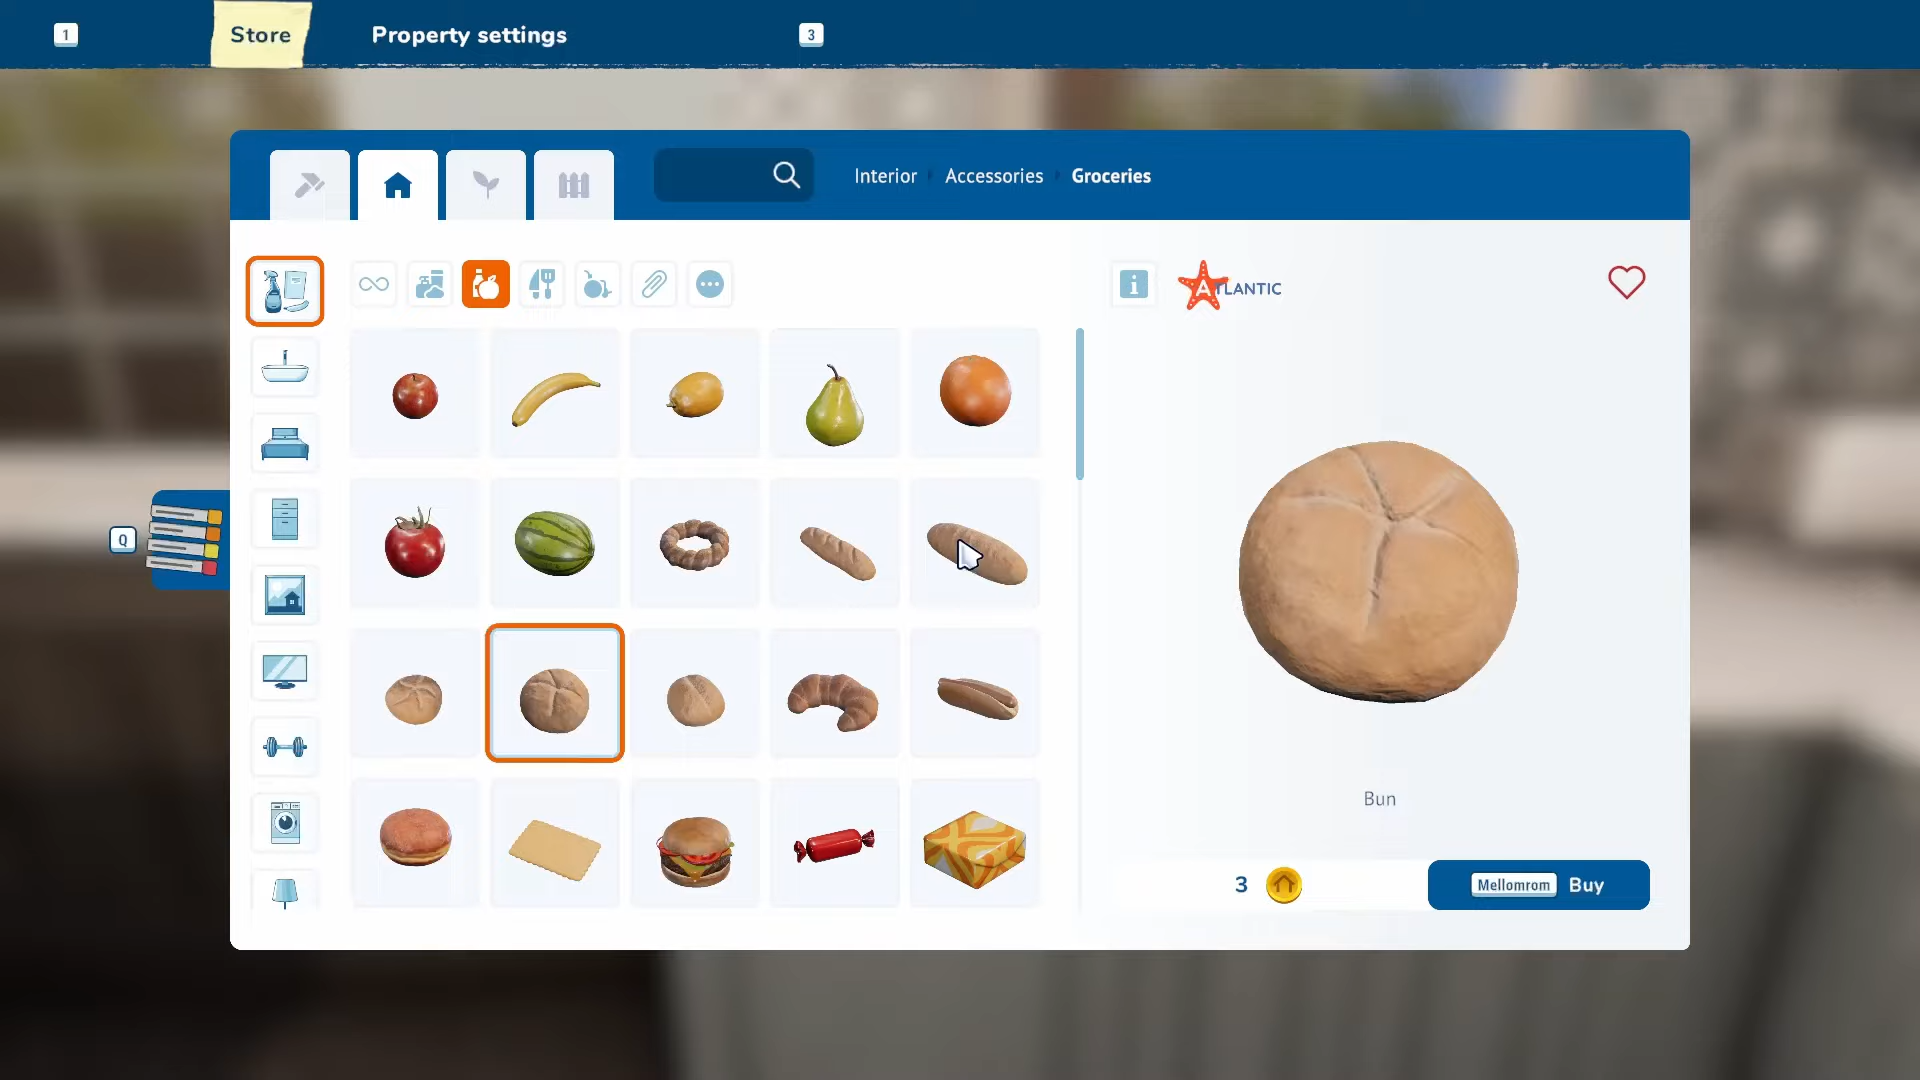 1
Store
Property settings
3
Interior
Accessories
Groceries
i
ATLANTIC
Q
Bun
3
Mellomrom
Buy